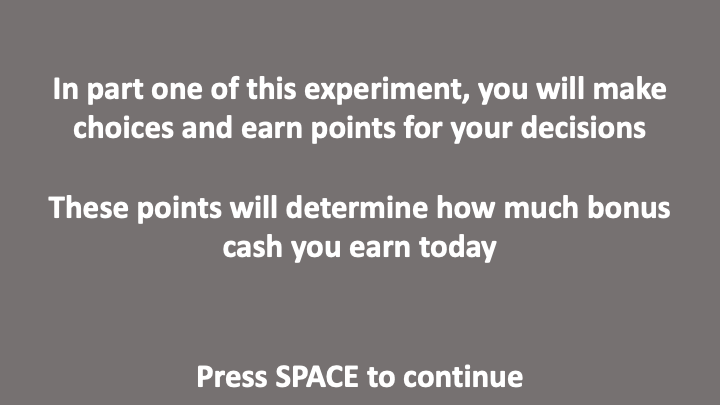 In part one of this experiment, you will make
choices and earn points for your decisions
These points will determine how much bonus
cash you earn today
Press SPACE to continue